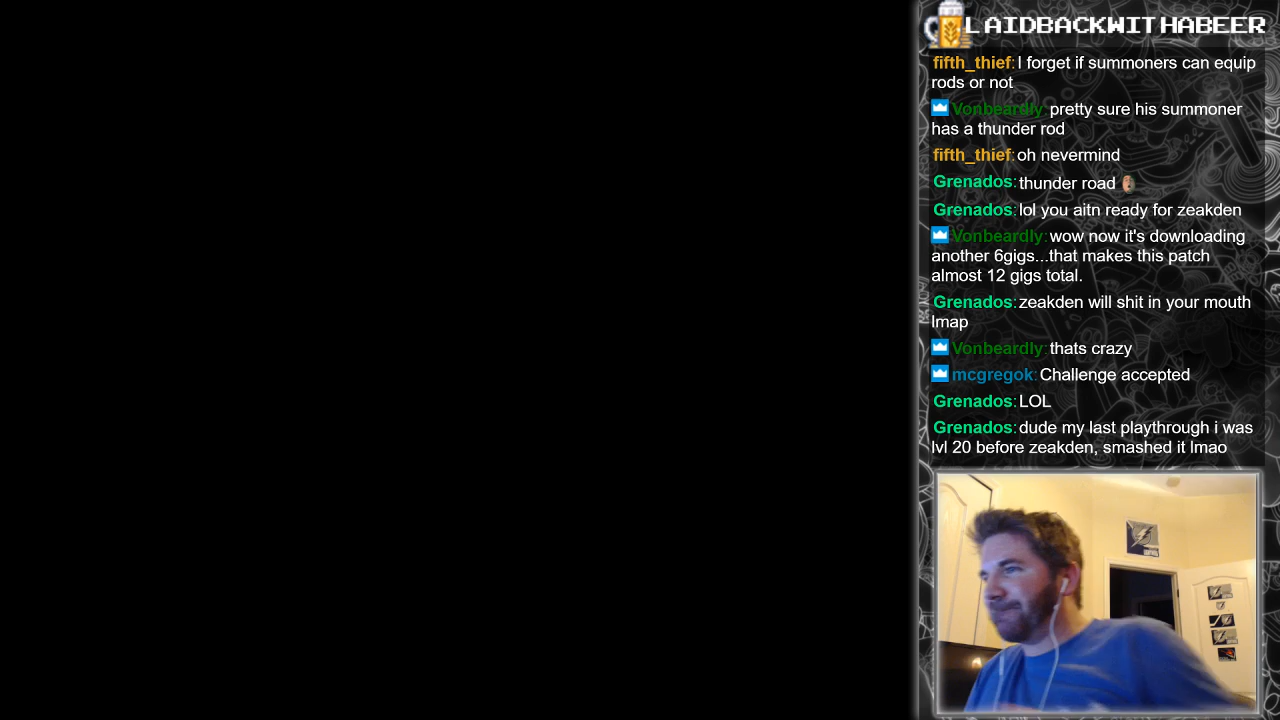 LAIDBACKWITHABEER
fifth_thief: I forget if summoners can equip
rods or not
Vonbeardly: pretty sure his summoner
has a thunder rod
fifth_thief: oh nevermind
Grenados: thunder road
Grenados: lol you aitn ready for zeakden
Vonbeardly: wow now it's downloading
another 6gigs...that makes this patch
almost 12 gigs total.
Grenados: zeakden will shit in your mouth
lmap
Vonbeardly: thats crazy
mcgregok: Challenge accepted
Grenados: LOL
Grenados: dude my last playthrough i was
lvl 20 before zeakden, smashed it lmao